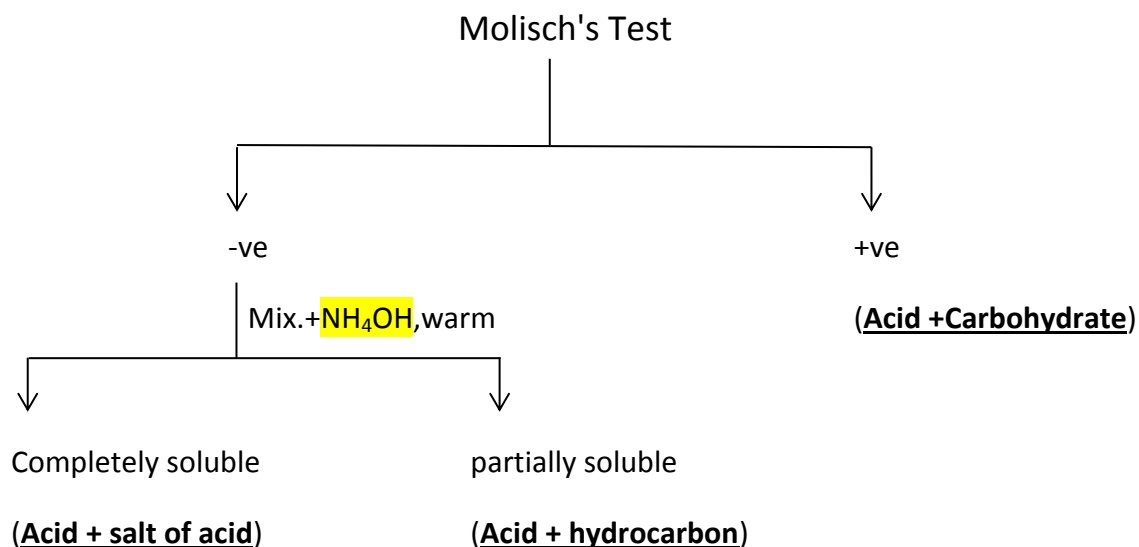 Molisch's Test
-ve
+ve
Mix.+NH₄OH,warm
(Acid +Carbohydrate)
Completely soluble
partially soluble
(Acid + salt of acid)
(Acid + hydrocarbon)